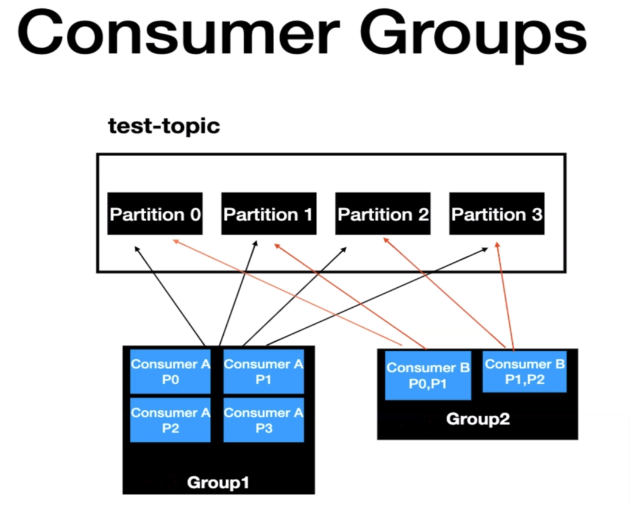 Consumer Groups
test-topic
Partition 0
Partition 1
Partition 2
Partition 3
Consumer A
P0
Consumer A
P1
Consumer A
P2
Consumer A
P3
Group1
Consumer B
P0,P1
Consumer B
P1,P2
Group2